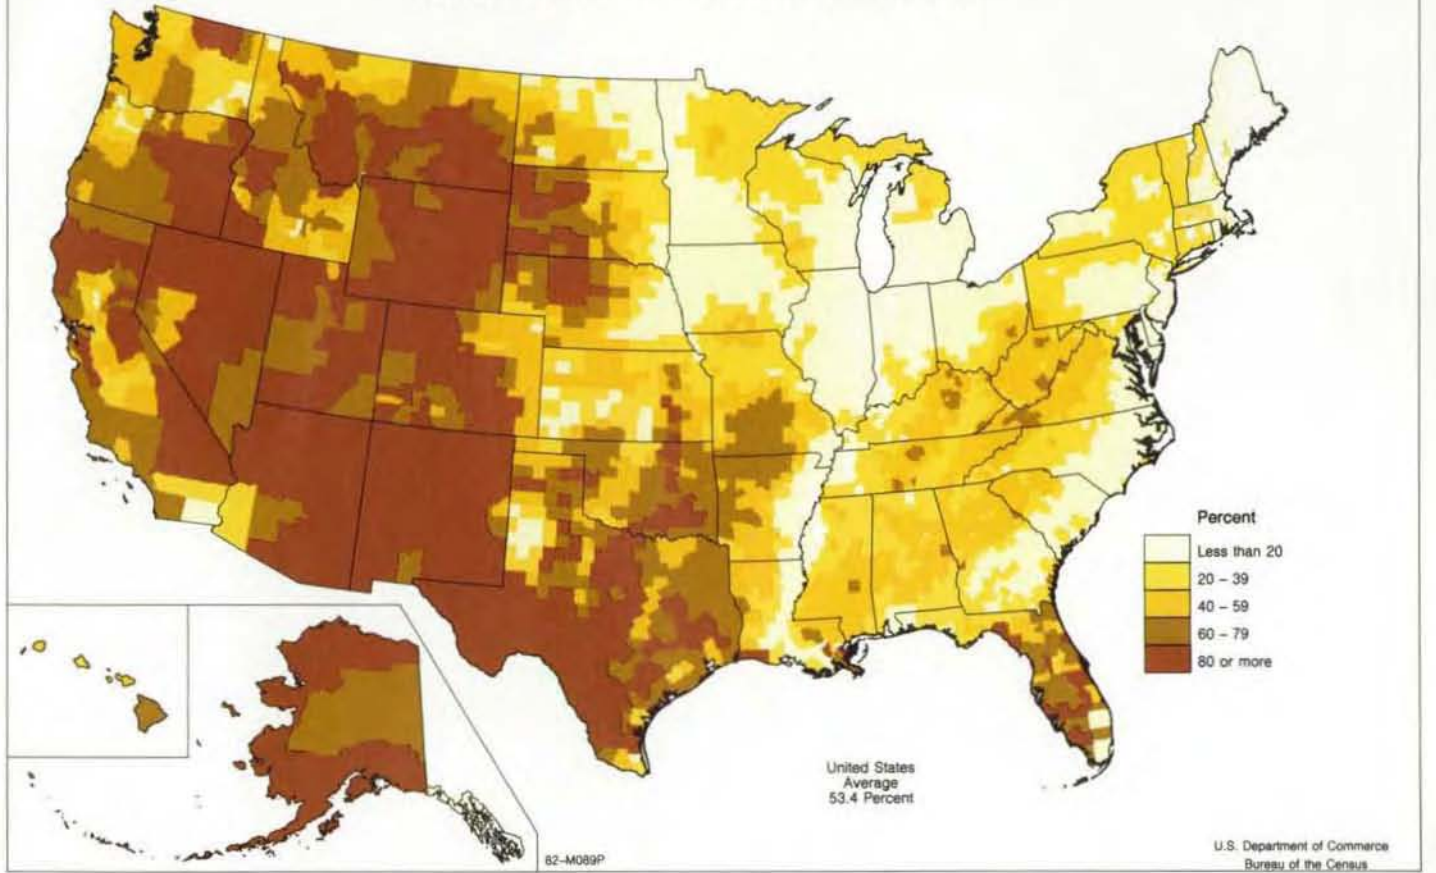 Percent
Less than 20
20 – 39
40 – 59
60 – 79
80 or more
United States
Average
53.4 Percent
82–M089P
U.S. Department of Commerce
Bureau of the Census